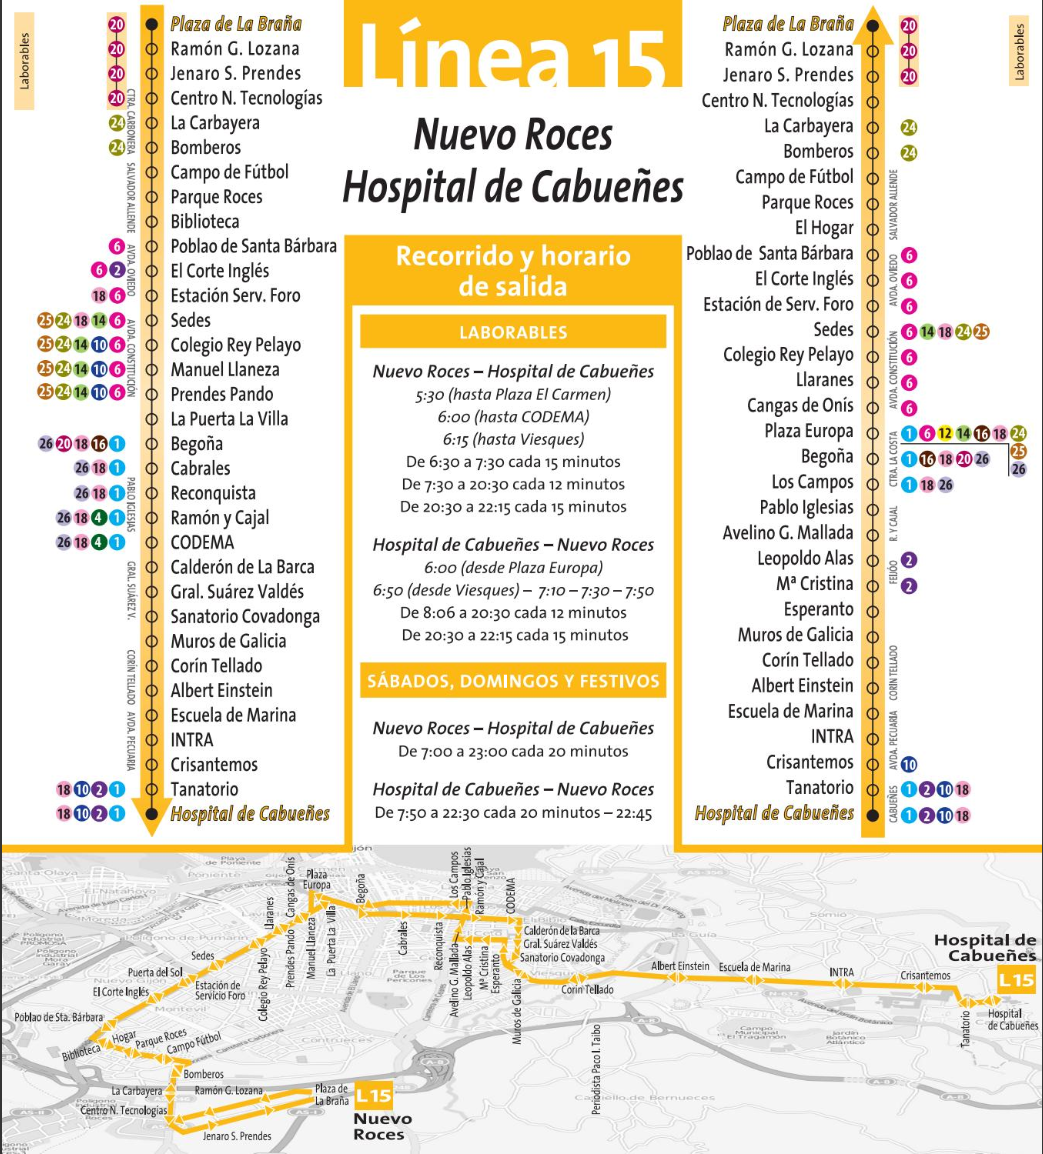 Laborables
20 Plaza de La Braña
20 Ramón G. Lozana
20 Jenaro S. Prendes
20 Centro N. Tecnologías
24 La Carbayera
24 Bomberos
Campo de Fútbol
Parque Roces
Biblioteca
6 Poblao de Santa Bárbara
6 2 El Corte Inglés
18 6 Estación Serv. Foro
25 24 18 14 6 Sedes
25 24 14 10 6 Colegio Rey Pelayo
25 24 14 10 6 Manuel Llaneza
25 24 14 10 6 Prendes Pando
La Puerta La Villa
26 20 18 16 1 Begoña
26 18 1 Cabrales
26 18 1 Reconquista
26 18 4 1 Ramón y Cajal
26 18 4 1 CODEMA
Calderón de La Barca
Gral. Suárez Valdés
Sanatorio Covadonga
Muros de Galicia
Corín Tellado
Albert Einstein
Escuela de Marina
INTRA
Crisantemos
18 10 2 1 Tanatorio
18 10 2 1 Hospital de Cabueñes
CTRA. CARBONERA
SALVADOR ALLENDE
AVDA. OVIEDO
AVDA. CONSTITUCIÓN
PABLO IGLESIAS
GRAL. SUÁREZ V.
CORÍN TELLADO
AVDA. PECUARIA
Línea 15
Nuevo Roces
Hospital de Cabueñes
Recorrido y horario
de salida
LABORABLES
Nuevo Roces – Hospital de Cabueñes
5:30 (hasta Plaza El Carmen)
6:00 (hasta CODEMA)
6:15 (hasta Viesques)
De 6:30 a 7:30 cada 15 minutos
De 7:30 a 20:30 cada 12 minutos
De 20:30 a 22:15 cada 15 minutos
Hospital de Cabueñes – Nuevo Roces
6:00 (desde Plaza Europa)
6:50 (desde Viesques) – 7:10 – 7:30 – 7:50
De 8:06 a 20:30 cada 12 minutos
De 20:30 a 22:15 cada 15 minutos
SÁBADOS, DOMINGOS Y FESTIVOS
Nuevo Roces – Hospital de Cabueñes
De 7:00 a 23:00 cada 20 minutos
Hospital de Cabueñes – Nuevo Roces
De 7:50 a 22:30 cada 20 minutos – 22:45
Laborables
Plaza de La Braña 20
Ramón G. Lozana 20
Jenaro S. Prendes 20
Centro N. Tecnologías
La Carbayera 24
Bomberos 24
Campo de Fútbol
Parque Roces
El Hogar
Poblao de Santa Bárbara 6
El Corte Inglés 6
Estación de Serv. Foro 6
Sedes 6 14 18 24 25
Colegio Rey Pelayo 6
Llaranes 6
Cangas de Onís 6
Plaza Europa 1 6 12 14 16 18 24
25
26
Begoña 1 16 18 20 26
Los Campos 1 18 26
Pablo Iglesias
Avelino G. Mallada
Leopoldo Alas 2
Mª Cristina 2
Esperanto
Muros de Galicia
Corín Tellado
Albert Einstein
Escuela de Marina
INTRA
Crisantemos 10
Tanatorio 1 2 10 18
Hospital de Cabueñes 1 2 10 18
SALVADOR ALLENDE
AVDA. OVIEDO
AVDA. CONSTITUCIÓN
CTRA. LA COSTA
R. Y CAJAL
FEIJÓO
CORÍN TELLADO
AVDA. PECUARIA
CABUEÑES
Plaza
Europa
Begoña
Los Campos
Pablo Iglesias
Ramón y Cajal
CODEMA
Cangas de Onís
Llaranes
Sedes
Puerta del Sol
El Corte Inglés
Estación de
Servicio Foro
Colegio Rey Pelayo
Prendes Pando
Manuel Llaneza
La Puerta La Villa
Cabrales
Reconquista
Avelino G. Mallada
Leopoldo Alas
Mª Cristina
Esperanto
Muros de Galicia
Calderón de la Barca
Gral. Suárez Valdés
Sanatorio Covadonga
Corín Tellado
Periodista Paco I. Taibo
Albert Einstein
Escuela de Marina
INTRA
Crisantemos
Tanatorio
Hospital
de Cabueñes
Hospital de
Cabueñes
L 15
Poblao de Sta. Bárbara
Biblioteca
Hogar
Parque Roces
Campo Fútbol
Bomberos
La Carbayera
Centro N. Tecnologías
Ramón G. Lozana
Jenaro S. Prendes
Plaza de
La Braña
L 15
Nuevo
Roces